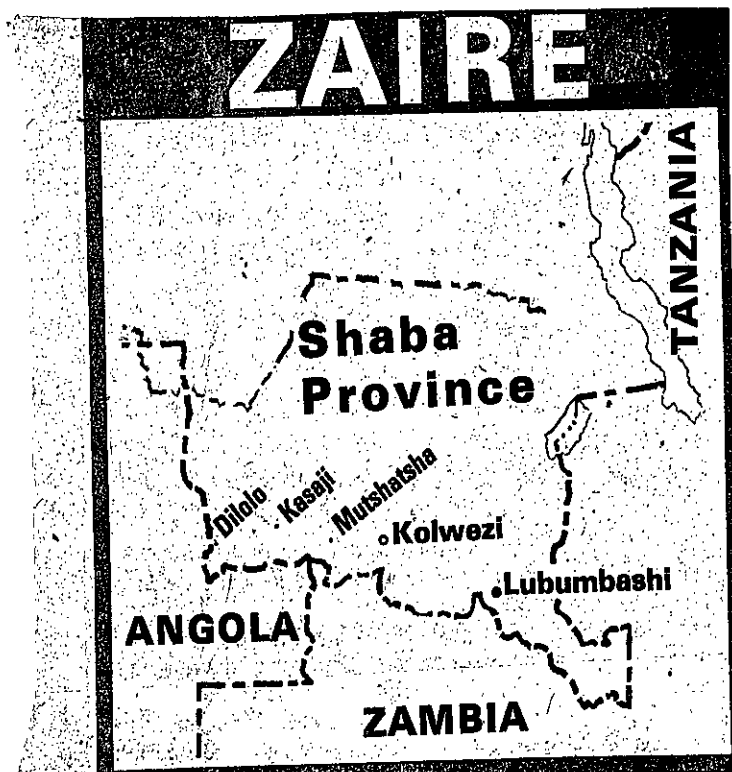 ZAIRE
TANZANIA
Shaba
Province
Dilolo
Kasaji
Mutshatsha
Kolwezi
Lubumbashi
ANGOLA
ZAMBIA